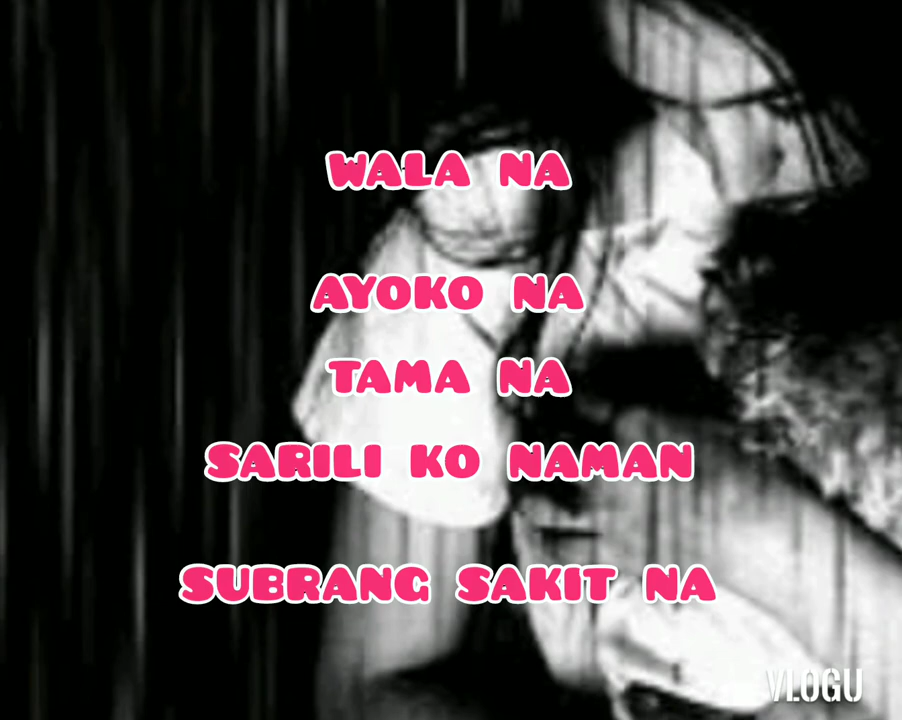 WALA NA
AYOKO NA
TAMA NA
SARILI KO NAMAN
SUBRANG SAKIT NA
VLOGU